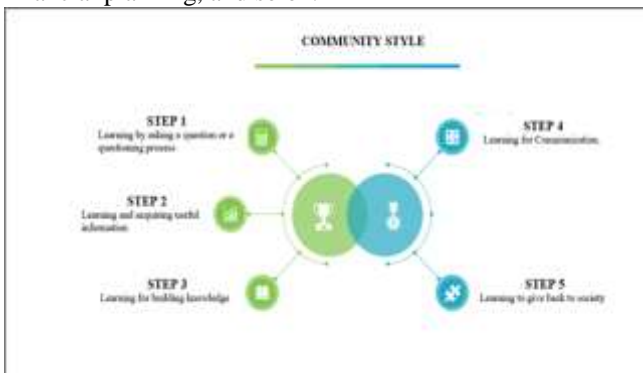 COMMUNITY STYLE
STEP 1
Learning by asking a question or a
questioning process
STEP 2
Learning and acquiring useful
information
STEP 3
Learning for building knowledge
STEP 4
Learning for Communication
STEP 5
Learning to give back to society